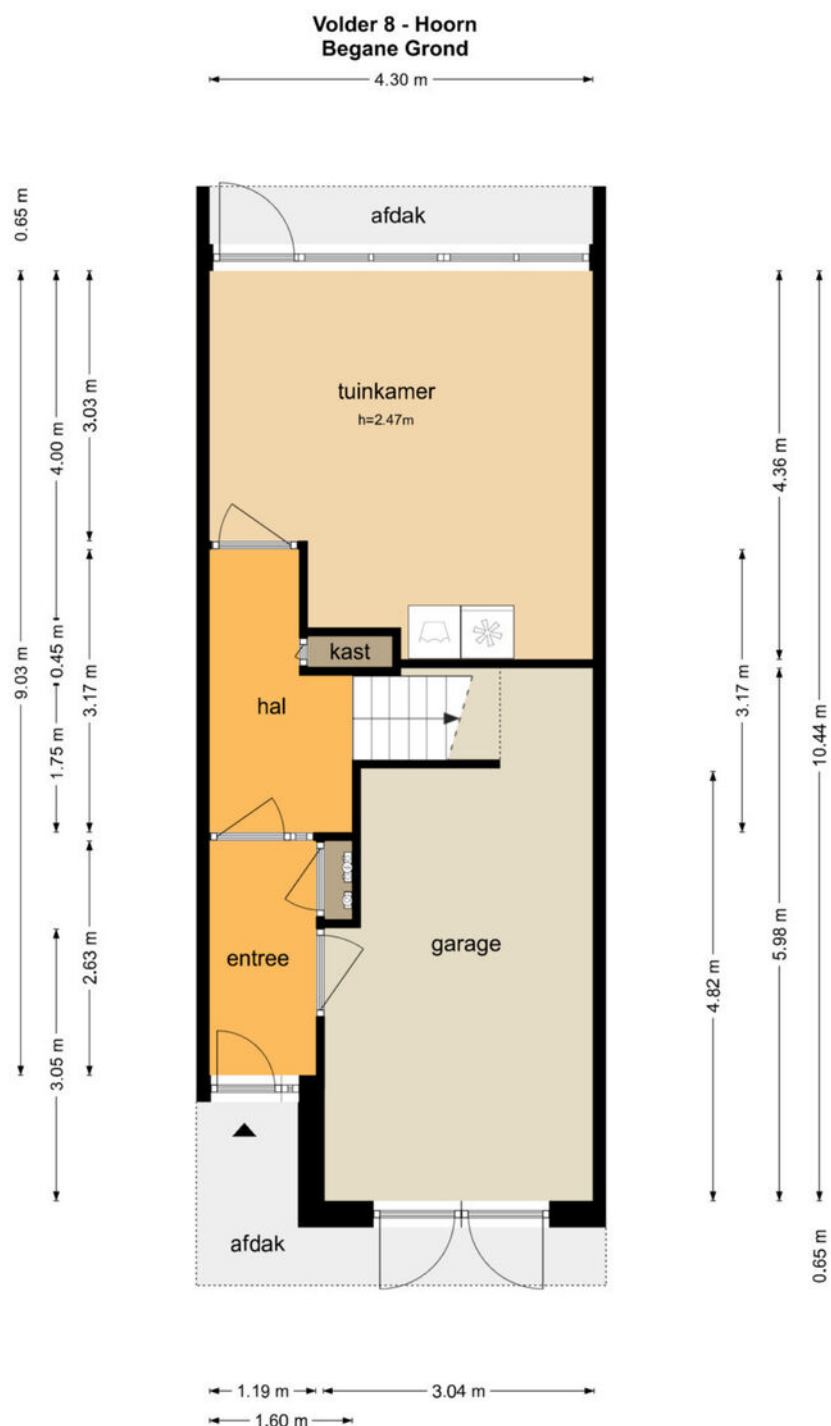 Volder 8 - Hoorn
Begane Grond
4.30 m
0.65 m
afdak
tuinkamer
h=2.47m
3.03 m
4.00 m
4.36 m
9.03 m
0.45 m
3.17 m
1.75 m
kast
hal
3.17 m
10.44 m
5.98 m
4.82 m
2.63 m
3.05 m
entree
garage
afdak
0.65 m
1.19 m
3.04 m
1.60 m